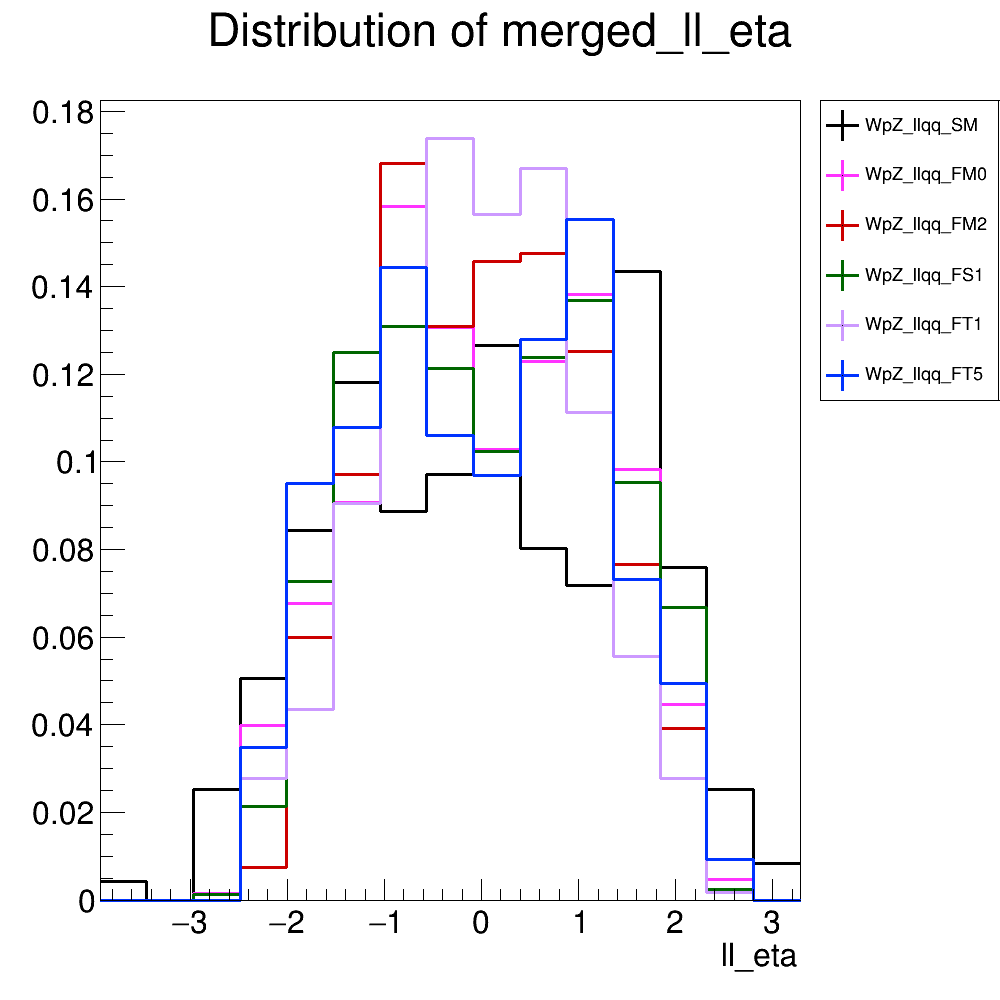 Distribution of merged_ll_eta
0.18
0.16
0.14
0.12
0.1
0.08
0.06
0.04
0.02
0
−3 −2 −1 0 1 2 3
ll_eta
WpZ_llqq_SM
WpZ_llqq_FM0
WpZ_llqq_FM2
WpZ_llqq_FS1
WpZ_llqq_FT1
WpZ_llqq_FT5